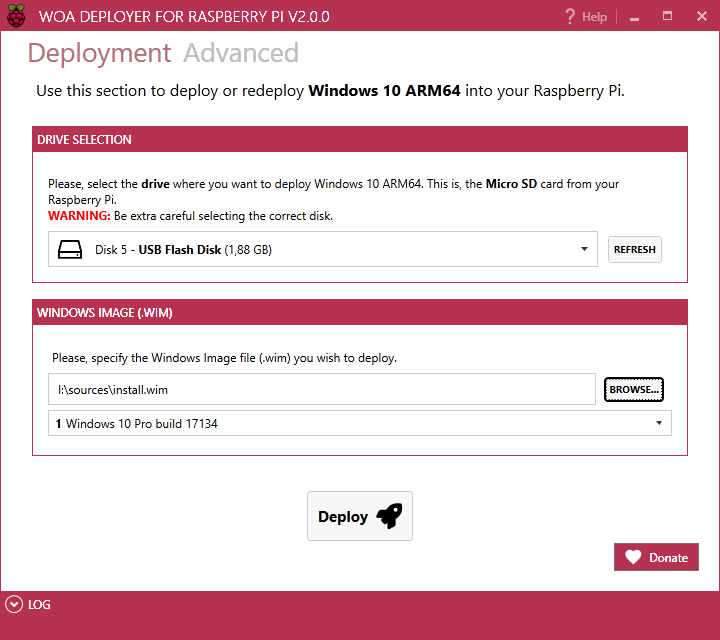 WOA DEPLOYER FOR RASPBERRY PI V2.0.0
? Help
Deployment Advanced
Use this section to deploy or redeploy Windows 10 ARM64 into your Raspberry Pi.
DRIVE SELECTION
Please, select the drive where you want to deploy Windows 10 ARM64. This is, the Micro SD card from your
Raspberry Pi.
WARNING: Be extra careful selecting the correct disk.
Disk 5 - USB Flash Disk (1,88 GB)
REFRESH
WINDOWS IMAGE (.WIM)
Please, specify the Windows Image file (.wim) you wish to deploy.
I:\sources\install.wim
BROWSE...
1 Windows 10 Pro build 17134
Deploy
Donate
LOG